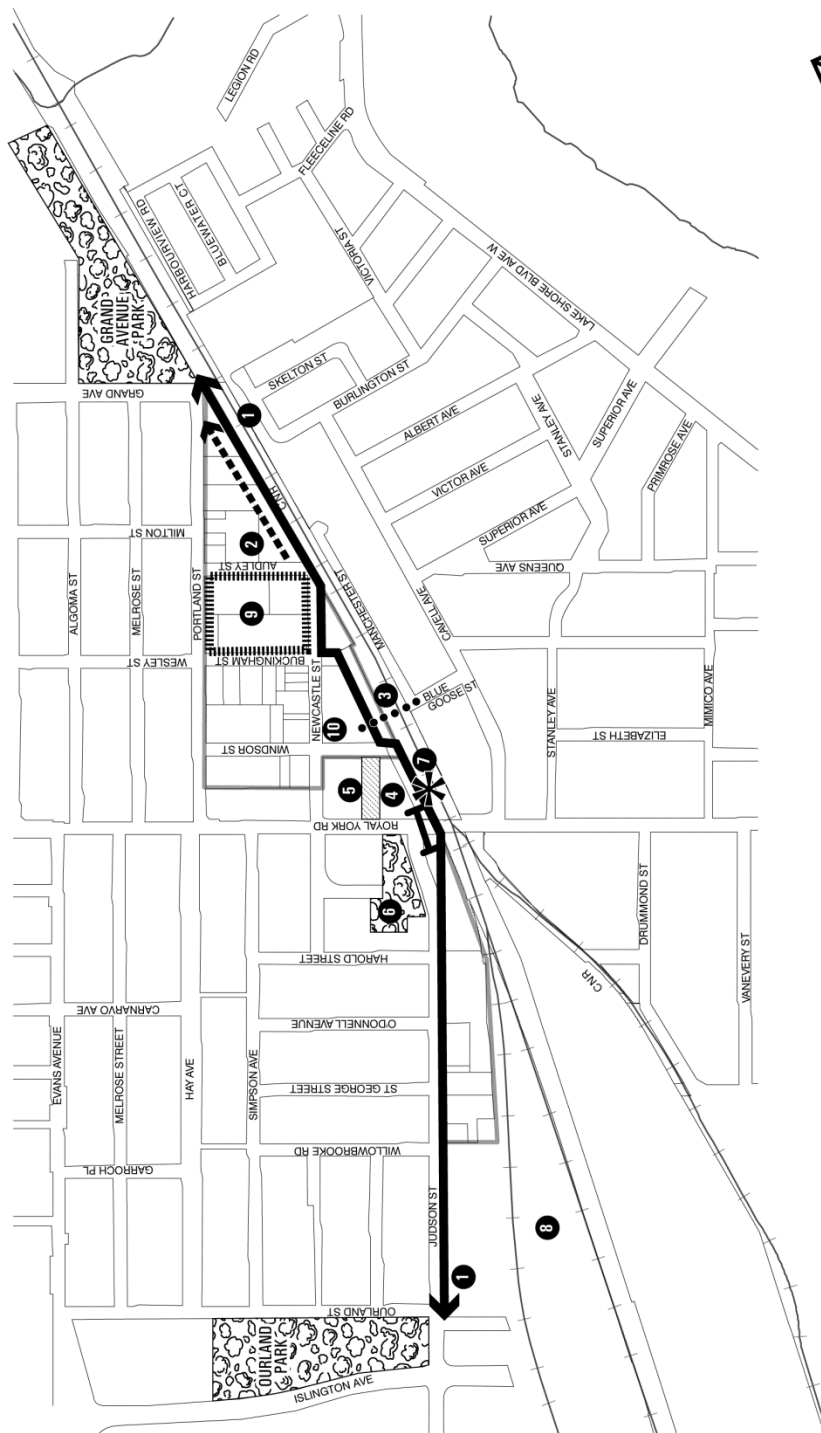 LEGION RD
FLEECELINE RD
HARBOURVIEW RD
BLUEWATER CT
VICTORIA ST
LAKE SHORE BLVD AVE W
GRAND
AVENUE
PARK
GRAND AVE
SKELTON ST
BURLINGTON ST
ALBERT AVE
STANLEY AVE
SUPERIOR AVE
PRIMROSE AVE
VICTOR AVE
SUPERIOR AVE
QUEENS AVE
1
CNR
2
MILTON ST
AUDLEY ST
ALGOMA ST
MELROSE ST
PORTLAND ST
9
MANCHESTER ST
CAVELL AVE
WESLEY ST
BUCKINGHAM ST
NEWCASTLE ST
3
BLUE
GOOSE ST
10
WINDSOR ST
STANLEY AVE
ELIZABETH ST
MIMICO AVE
7
5
4
ROYAL YORK RD
6
HAROLD STREET
DRUMMOND ST
CNR
VANEVERY ST
CARNARVO AVE
O'DONNELL AVENUE
EVANS AVENUE
MELROSE STREET
HAY AVE
SIMPSON AVE
ST GEORGE STREET
WILLOWBROOKE RD
GARROCH PL
JUDSON ST
8
1
OURLAND ST
OURLAND
PARK
ISLINGTON AVE